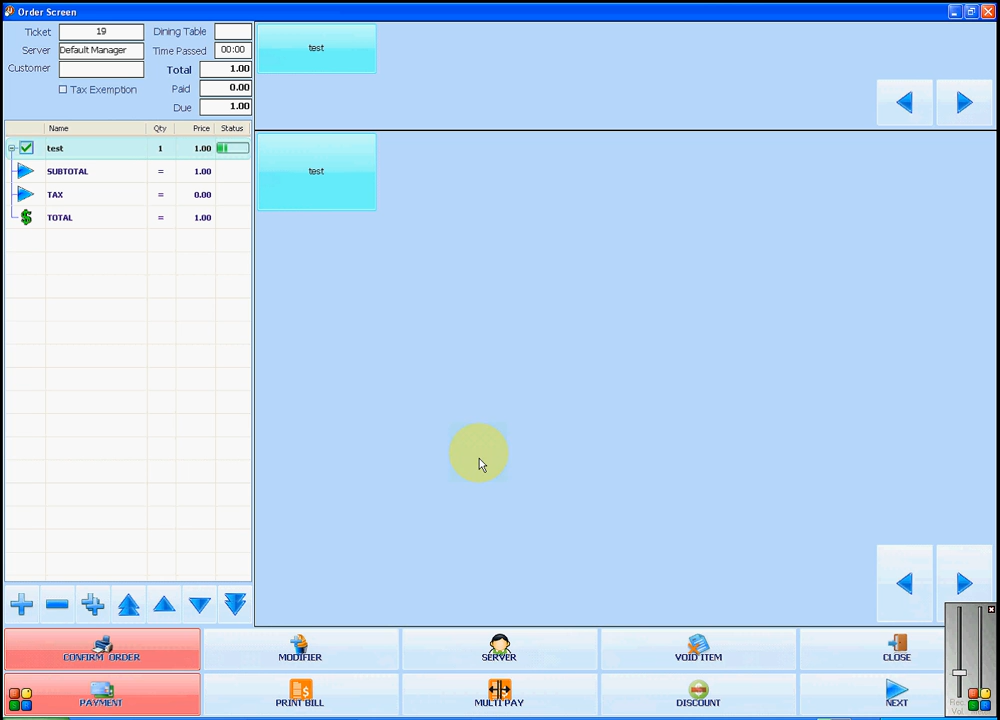 Order Screen
Ticket 19 Dining Table
Server Default Manager Time Passed 00:00
Customer Total 1.00
Tax Exemption Paid 0.00
Due 1.00
Name Qty Price Status
test 1 1.00
SUBTOTAL = 1.00
TAX = 0.00
TOTAL = 1.00
test
test
CONFIRM ORDER MODIFIER SERVER VOID ITEM CLOSE
PAYMENT PRINT BILL MULTI PAY DISCOUNT NEXT
Rec
Vol